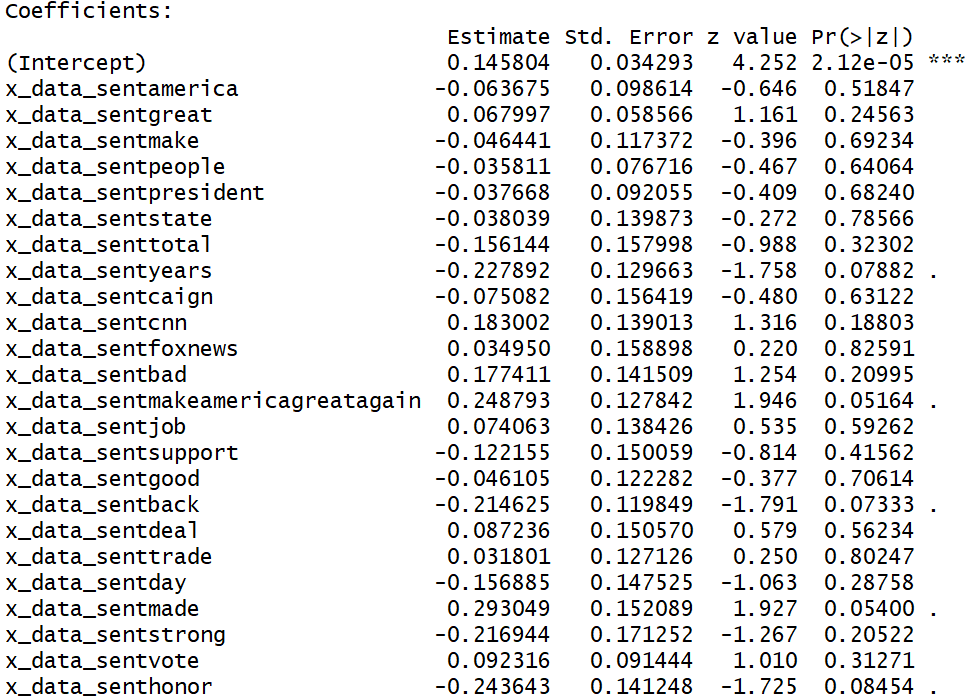 Coefficients:
Estimate Std. Error z value Pr(>|z|)
(Intercept) 0.145804 0.034293 4.252 2.12e-05 ***
x_data_sentamerica -0.063675 0.098614 -0.646 0.51847
x_data_sentgreat 0.067997 0.058566 1.161 0.24563
x_data_sentmake -0.046441 0.117372 -0.396 0.69234
x_data_sentpeople -0.035811 0.076716 -0.467 0.64064
x_data_sentpresident -0.037668 0.092055 -0.409 0.68240
x_data_sentstate -0.038039 0.139873 -0.272 0.78566
x_data_senttotal -0.156144 0.157998 -0.988 0.32302
x_data_sentyears -0.227892 0.129663 -1.758 0.07882 .
x_data_sentcaign -0.075082 0.156419 -0.480 0.63122
x_data_sentcnn 0.183002 0.139013 1.316 0.18803
x_data_sentfoxnews 0.034950 0.158898 0.220 0.82591
x_data_sentbad 0.177411 0.141509 1.254 0.20995
x_data_sentmakeamericagreatagain 0.248793 0.127842 1.946 0.05164 .
x_data_sentjob 0.074063 0.138426 0.535 0.59262
x_data_sentsupport -0.122155 0.150059 -0.814 0.41562
x_data_sentgood -0.046105 0.122282 -0.377 0.70614
x_data_sentback -0.214625 0.119849 -1.791 0.07333 .
x_data_sentdeal 0.087236 0.150570 0.579 0.56234
x_data_senttrade 0.031801 0.127126 0.250 0.80247
x_data_sentday -0.156885 0.147525 -1.063 0.28758
x_data_sentmade 0.293049 0.152089 1.927 0.05400 .
x_data_sentstrong -0.216944 0.171252 -1.267 0.20522
x_data_sentvote 0.092316 0.091444 1.010 0.31271
x_data_senthonor -0.243643 0.141248 -1.725 0.08454 .